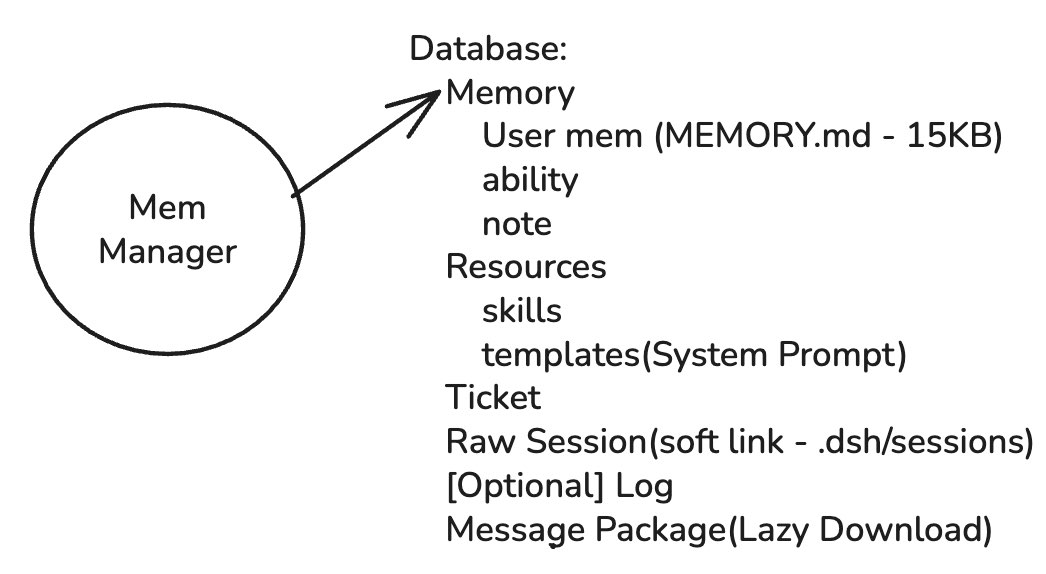 Mem
Manager
Database:
Memory
User mem (MEMORY.md - 15KB)
ability
note
Resources
skills
templates(System Prompt)
Ticket
Raw Session(soft link - .dsh/sessions)
[Optional] Log
Message Package(Lazy Download)